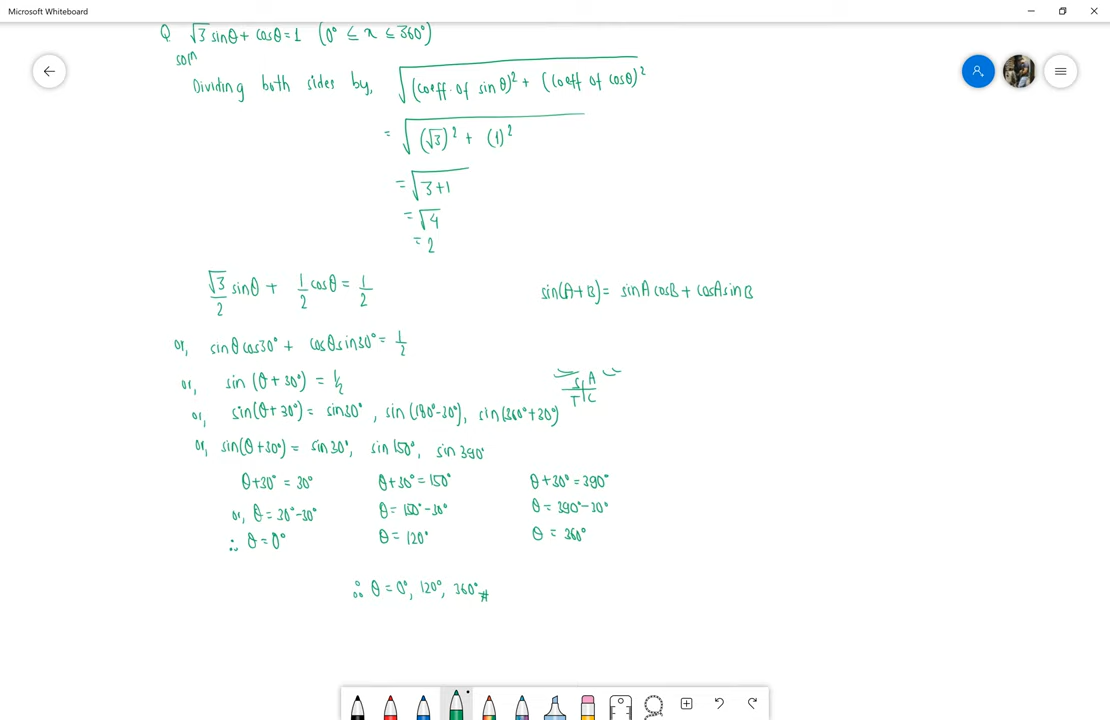 Microsoft Whiteboard
Q. √3 sinθ + cosθ = 1 (0° ≤ x ≤ 360°)
solⁿ
Dividing both sides by, √((coeff. of sin θ)² + (coeff of cosθ)²)
= √((√3)² + (1)²)
= √(3+1)
= √4
= 2
√3/2 sinθ + 1/2 cosθ = 1/2
sin(A+B) = sinA cosB + cosA sinB
or, sinθ cos30° + cosθ sin30° = 1/2
or, sin (θ + 30°) = 1/2
S A
T C
or, sin(θ+30°) = sin30°, sin(180°-30°), sin(360°+30°)
or, sin(θ+30°) = sin30°, sin150°, sin 390°
θ+30° = 30° θ+30° = 150° θ+30° = 390°
or, θ = 30°-30° θ = 150°-30° θ = 390°-30°
∴ θ = 0° θ = 120° θ = 360°
∴ θ = 0°, 120°, 360° #